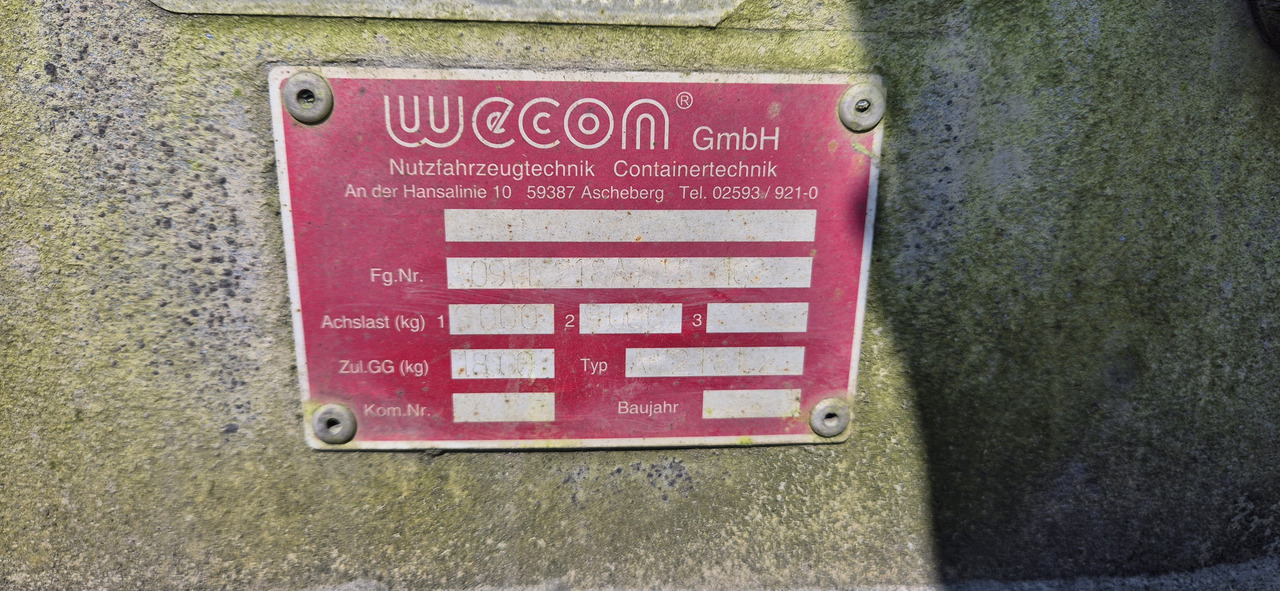 wecon® GmbH
Nutzfahrzeugtechnik Containertechnik
An der Hansalinie 10 59387 Ascheberg Tel. 02593 / 921-0
Fg.Nr.
Achslast (kg) 1 2 3
Zul.GG (kg) Typ
Kom.Nr. Baujahr